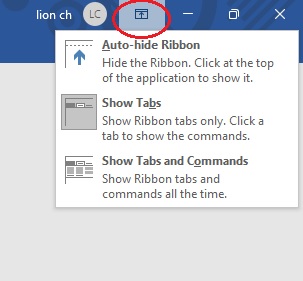 lion ch LC
Auto-hide Ribbon
Hide the Ribbon. Click at the top
of the application to show it.
Show Tabs
Show Ribbon tabs only. Click a
tab to show the commands.
Show Tabs and Commands
Show Ribbon tabs and
commands all the time.